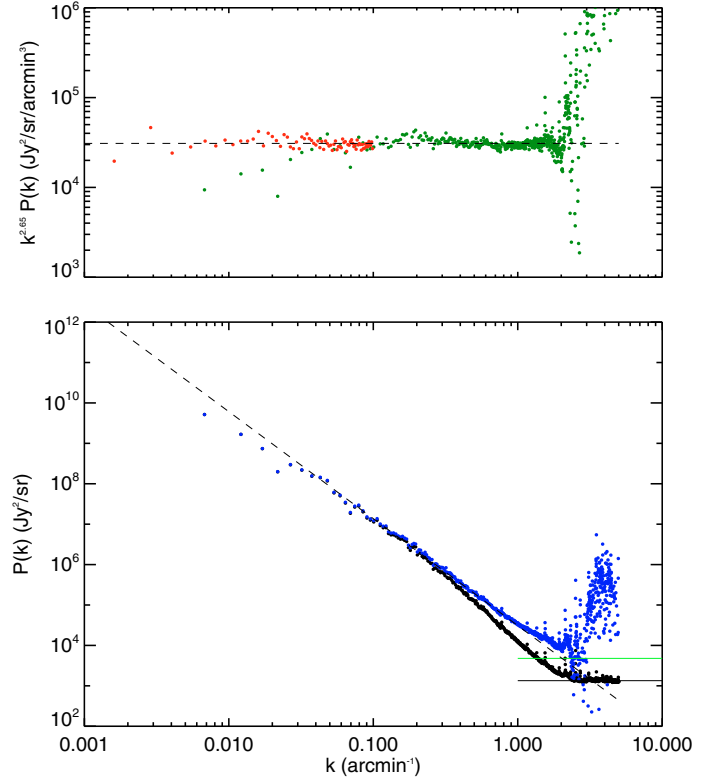 10⁶
10⁵
10⁴
10³
k²·⁶⁵ P(k) (Jy²/sr/arcmin³)
10¹²
10¹⁰
10⁸
10⁶
10⁴
10²
P(k) (Jy²/sr)
0.001 0.010 0.100 1.000 10.000
k (arcmin⁻¹)